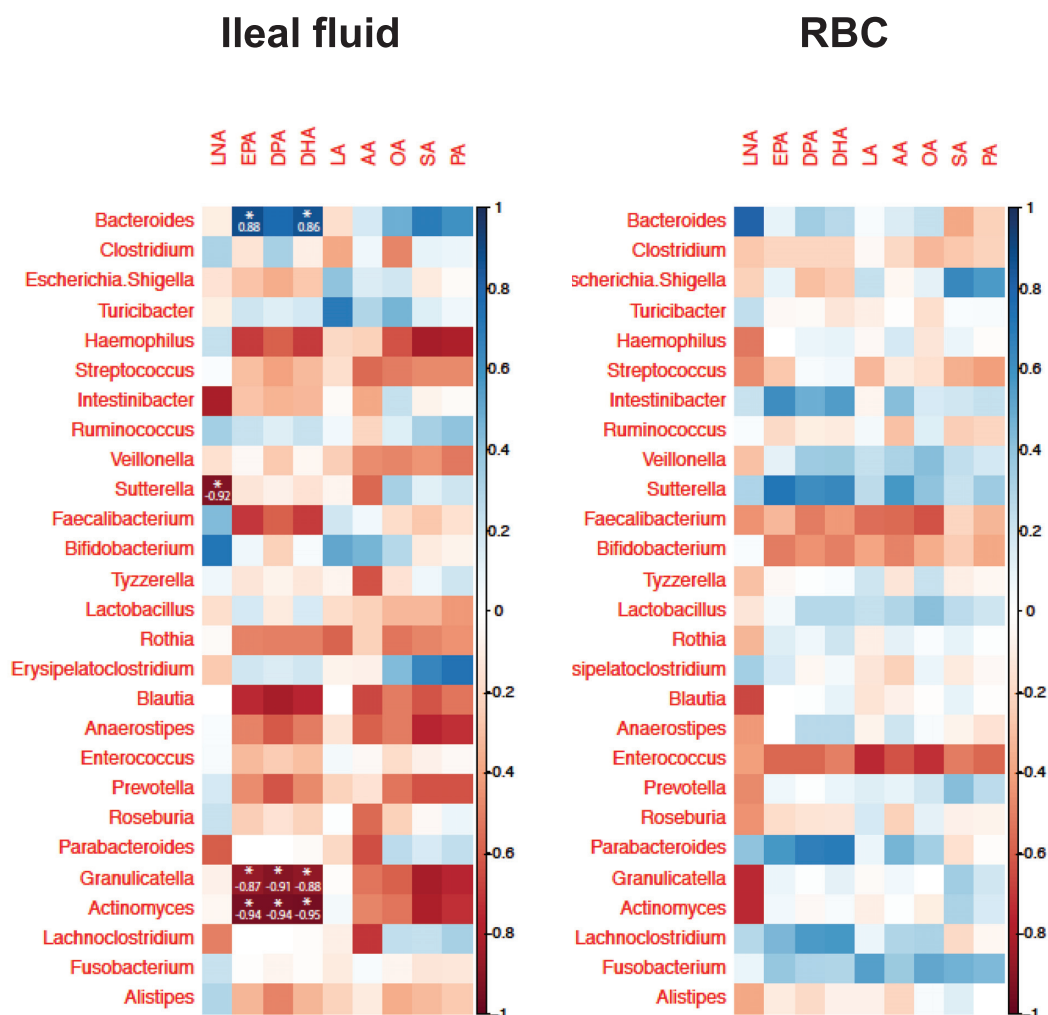 Ileal fluid
RBC
LNA EPA DPA DHA LA AA OA SA PA
LNA EPA DPA DHA LA AA OA SA PA
Bacteroides * 0.88 * 0.86
Clostridium
Escherichia.Shigella
Turicibacter
Haemophilus
Streptococcus
Intestinibacter
Ruminococcus
Veillonella
Sutterella * -0.92
Faecalibacterium
Bifidobacterium
Tyzzerella
Lactobacillus
Rothia
Erysipelatoclostridium
Blautia
Anaerostipes
Enterococcus
Prevotella
Roseburia
Parabacteroides
Granulicatella * -0.87 * -0.91 * -0.88
Actinomyces * -0.94 * -0.94 * -0.95
Lachnoclostridium
Fusobacterium
Alistipes
1
0.8
0.6
0.4
0.2
0
-0.2
-0.4
-0.6
-0.8
-1
Bacteroides
Clostridium
scherichia.Shigella
Turicibacter
Haemophilus
Streptococcus
Intestinibacter
Ruminococcus
Veillonella
Sutterella
Faecalibacterium
Bifidobacterium
Tyzzerella
Lactobacillus
Rothia
sipelatoclostridium
Blautia
Anaerostipes
Enterococcus
Prevotella
Roseburia
Parabacteroides
Granulicatella
Actinomyces
Lachnoclostridium
Fusobacterium
Alistipes
1
0.8
0.6
0.4
0.2
0
-0.2
-0.4
-0.6
-0.8
-1